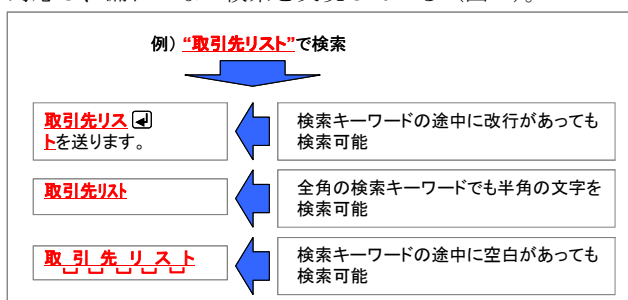 例） “取引先リスト”で検索
取引先リス
トを送ります。
検索キーワードの途中に改行があっても
検索可能
取引先ﾘｽﾄ
全角の検索キーワードでも半角の文字を
検索可能
取 引 先 リ ス ト
検索キーワードの途中に空白があっても
検索可能